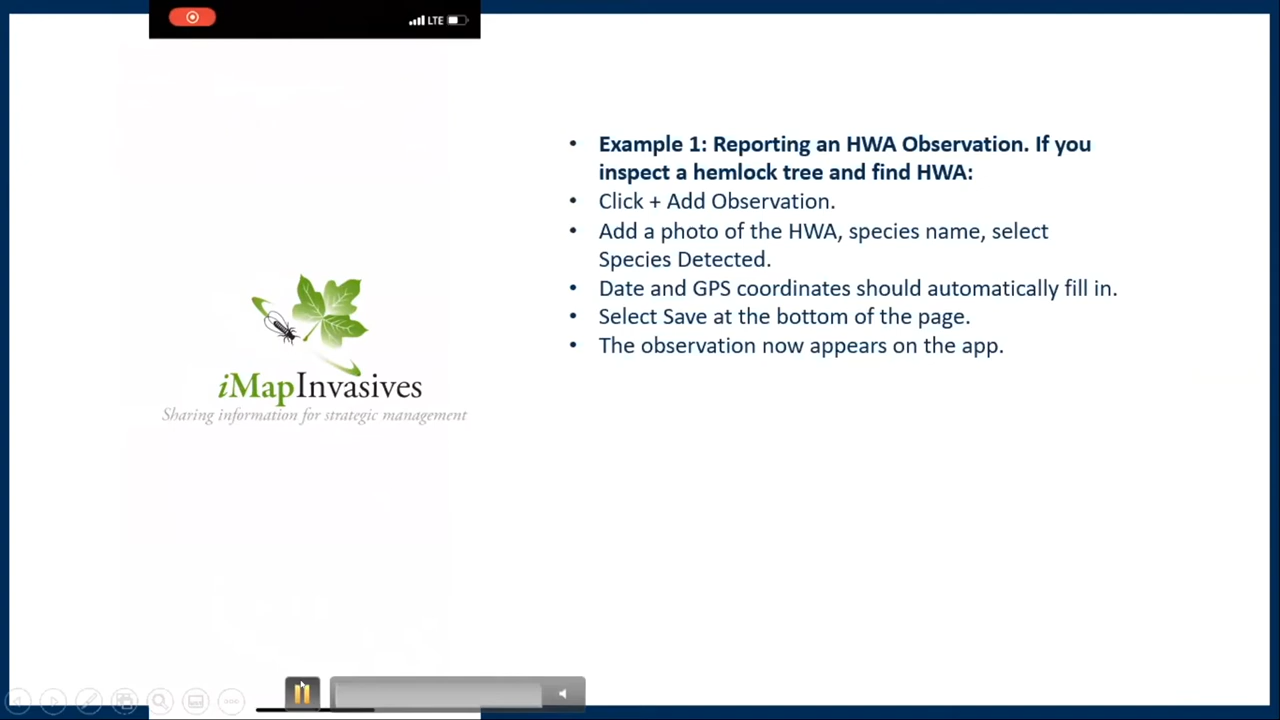 LTE
• Example 1: Reporting an HWA Observation. If you
inspect a hemlock tree and find HWA:
• Click + Add Observation.
• Add a photo of the HWA, species name, select
Species Detected.
• Date and GPS coordinates should automatically fill in.
• Select Save at the bottom of the page.
• The observation now appears on the app.
iMapInvasives
Sharing information for strategic management